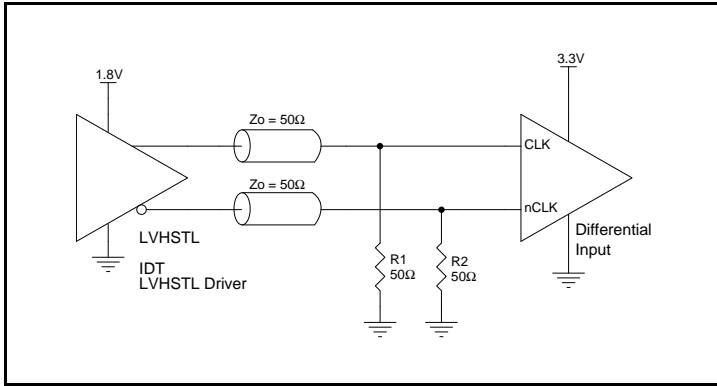 1.8V
3.3V
Zo = 50Ω
CLK
Zo = 50Ω
nCLK
LVHSTL
IDT
LVHSTL Driver
R1
50Ω
R2
50Ω
Differential
Input